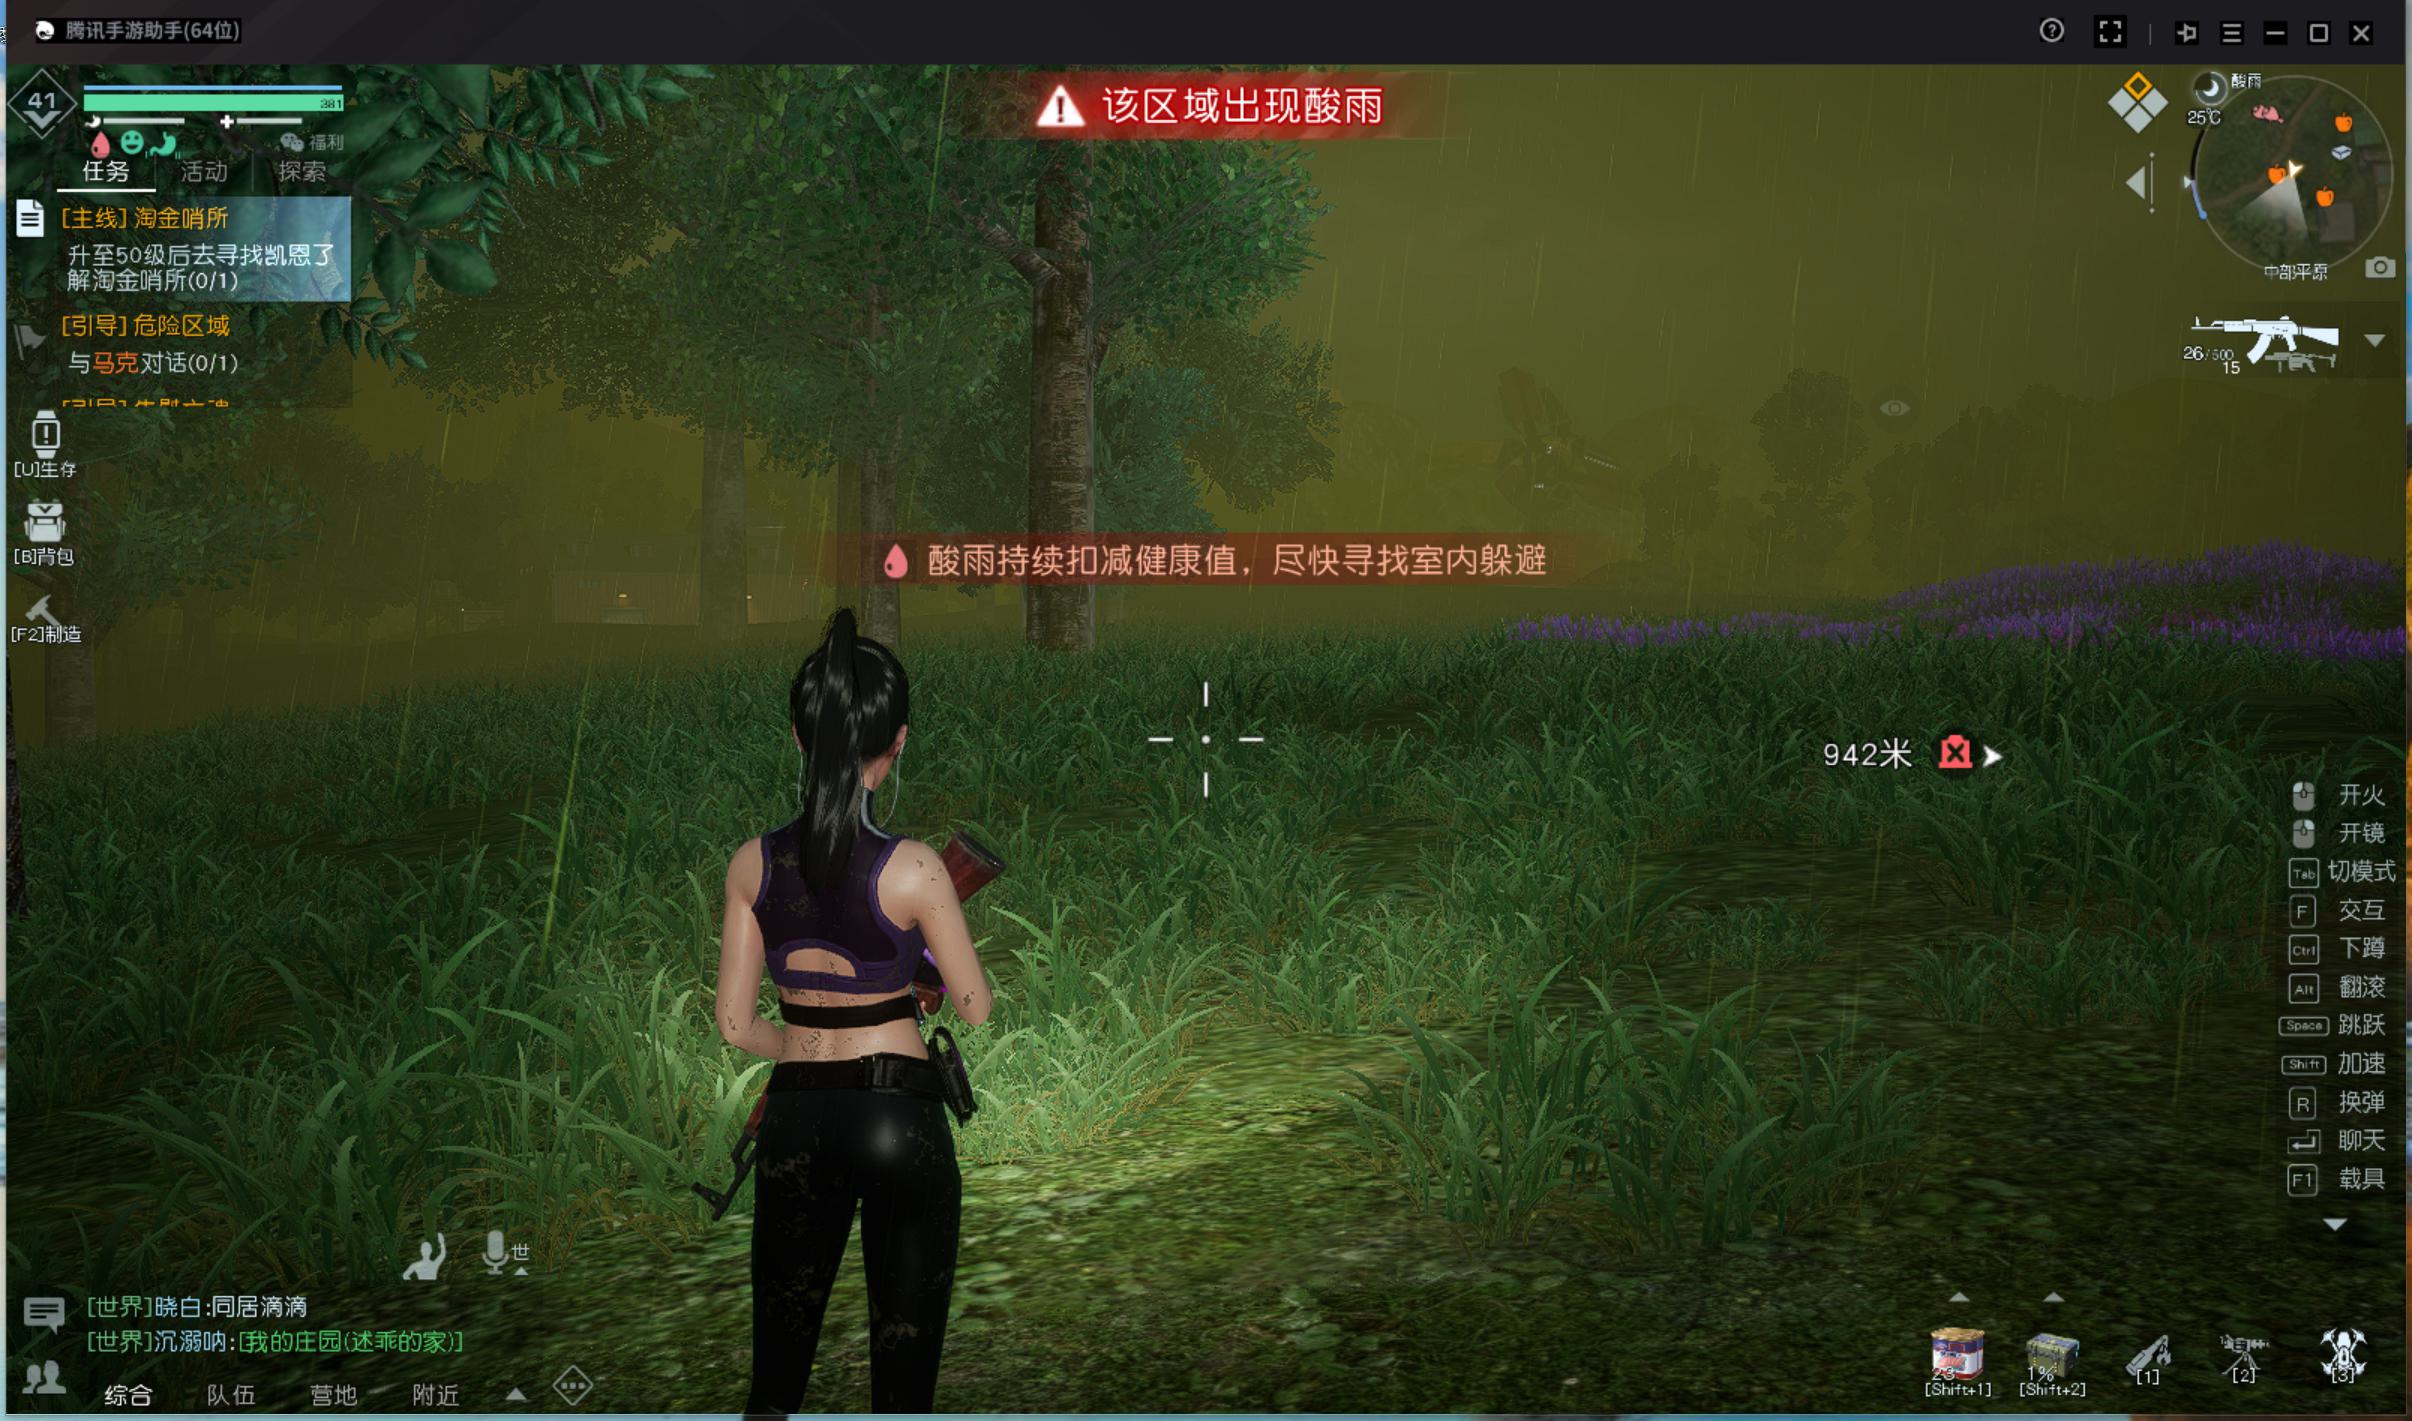 腾讯手游助手(64位)
41
381
福利
任务 活动 探索
[主线] 淘金哨所
升至50级后去寻找凯恩了
解淘金哨所(0/1)
[引导] 危险区域
与马克对话(0/1)
[U]生存
[B]背包
[F2]制造
该区域出现酸雨
酸雨
25℃
中部平原
26/500
15
酸雨持续扣减健康值，尽快寻找室内躲避
942米
开火
开镜
Tab 切模式
F 交互
Ctrl 下蹲
Alt 翻滚
Space 跳跃
Shift 加速
R 换弹
聊天
F1 载具
世
[世界]晓白:同居滴滴
[世界]沉溺呐:[我的庄园(述乖的家)]
综合 队伍 营地 附近
23
[Shift+1]
1%
[Shift+2]
[1]
[2]
[3]